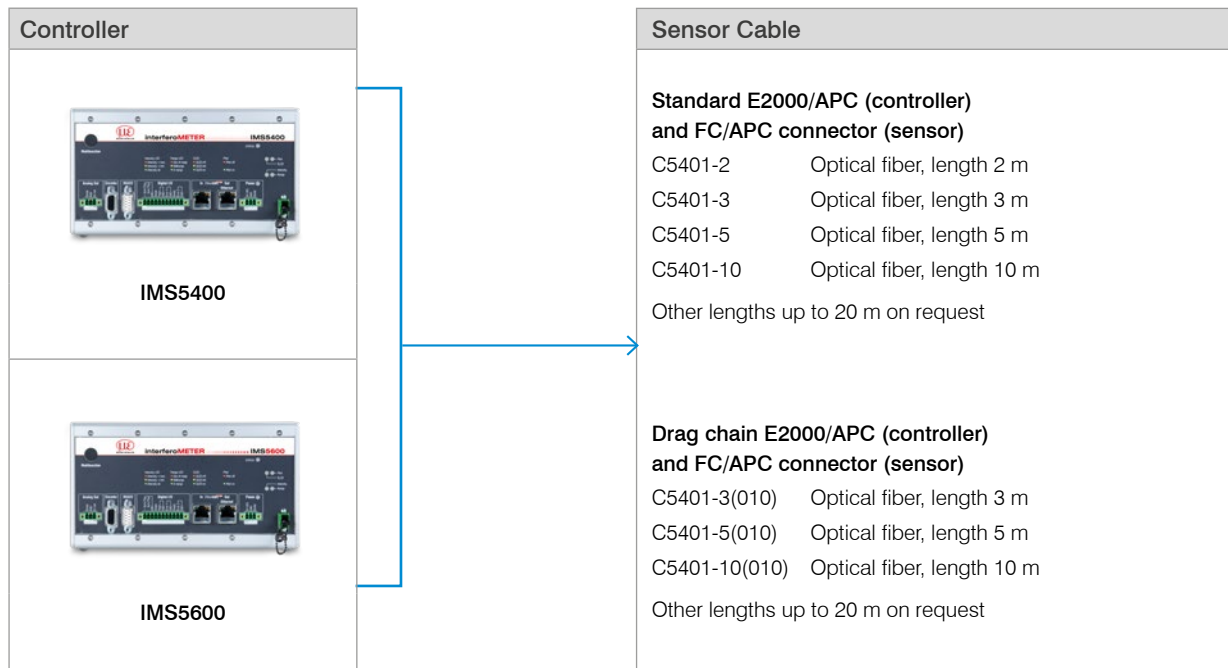 Controller
interferoMETER IMS5400
IMS5400
interferoMETER IMS5600
IMS5600
Sensor Cable
Standard E2000/APC (controller)
and FC/APC connector (sensor)
C5401-2 Optical fiber, length 2 m
C5401-3 Optical fiber, length 3 m
C5401-5 Optical fiber, length 5 m
C5401-10 Optical fiber, length 10 m
Other lengths up to 20 m on request
Drag chain E2000/APC (controller)
and FC/APC connector (sensor)
C5401-3(010) Optical fiber, length 3 m
C5401-5(010) Optical fiber, length 5 m
C5401-10(010) Optical fiber, length 10 m
Other lengths up to 20 m on request